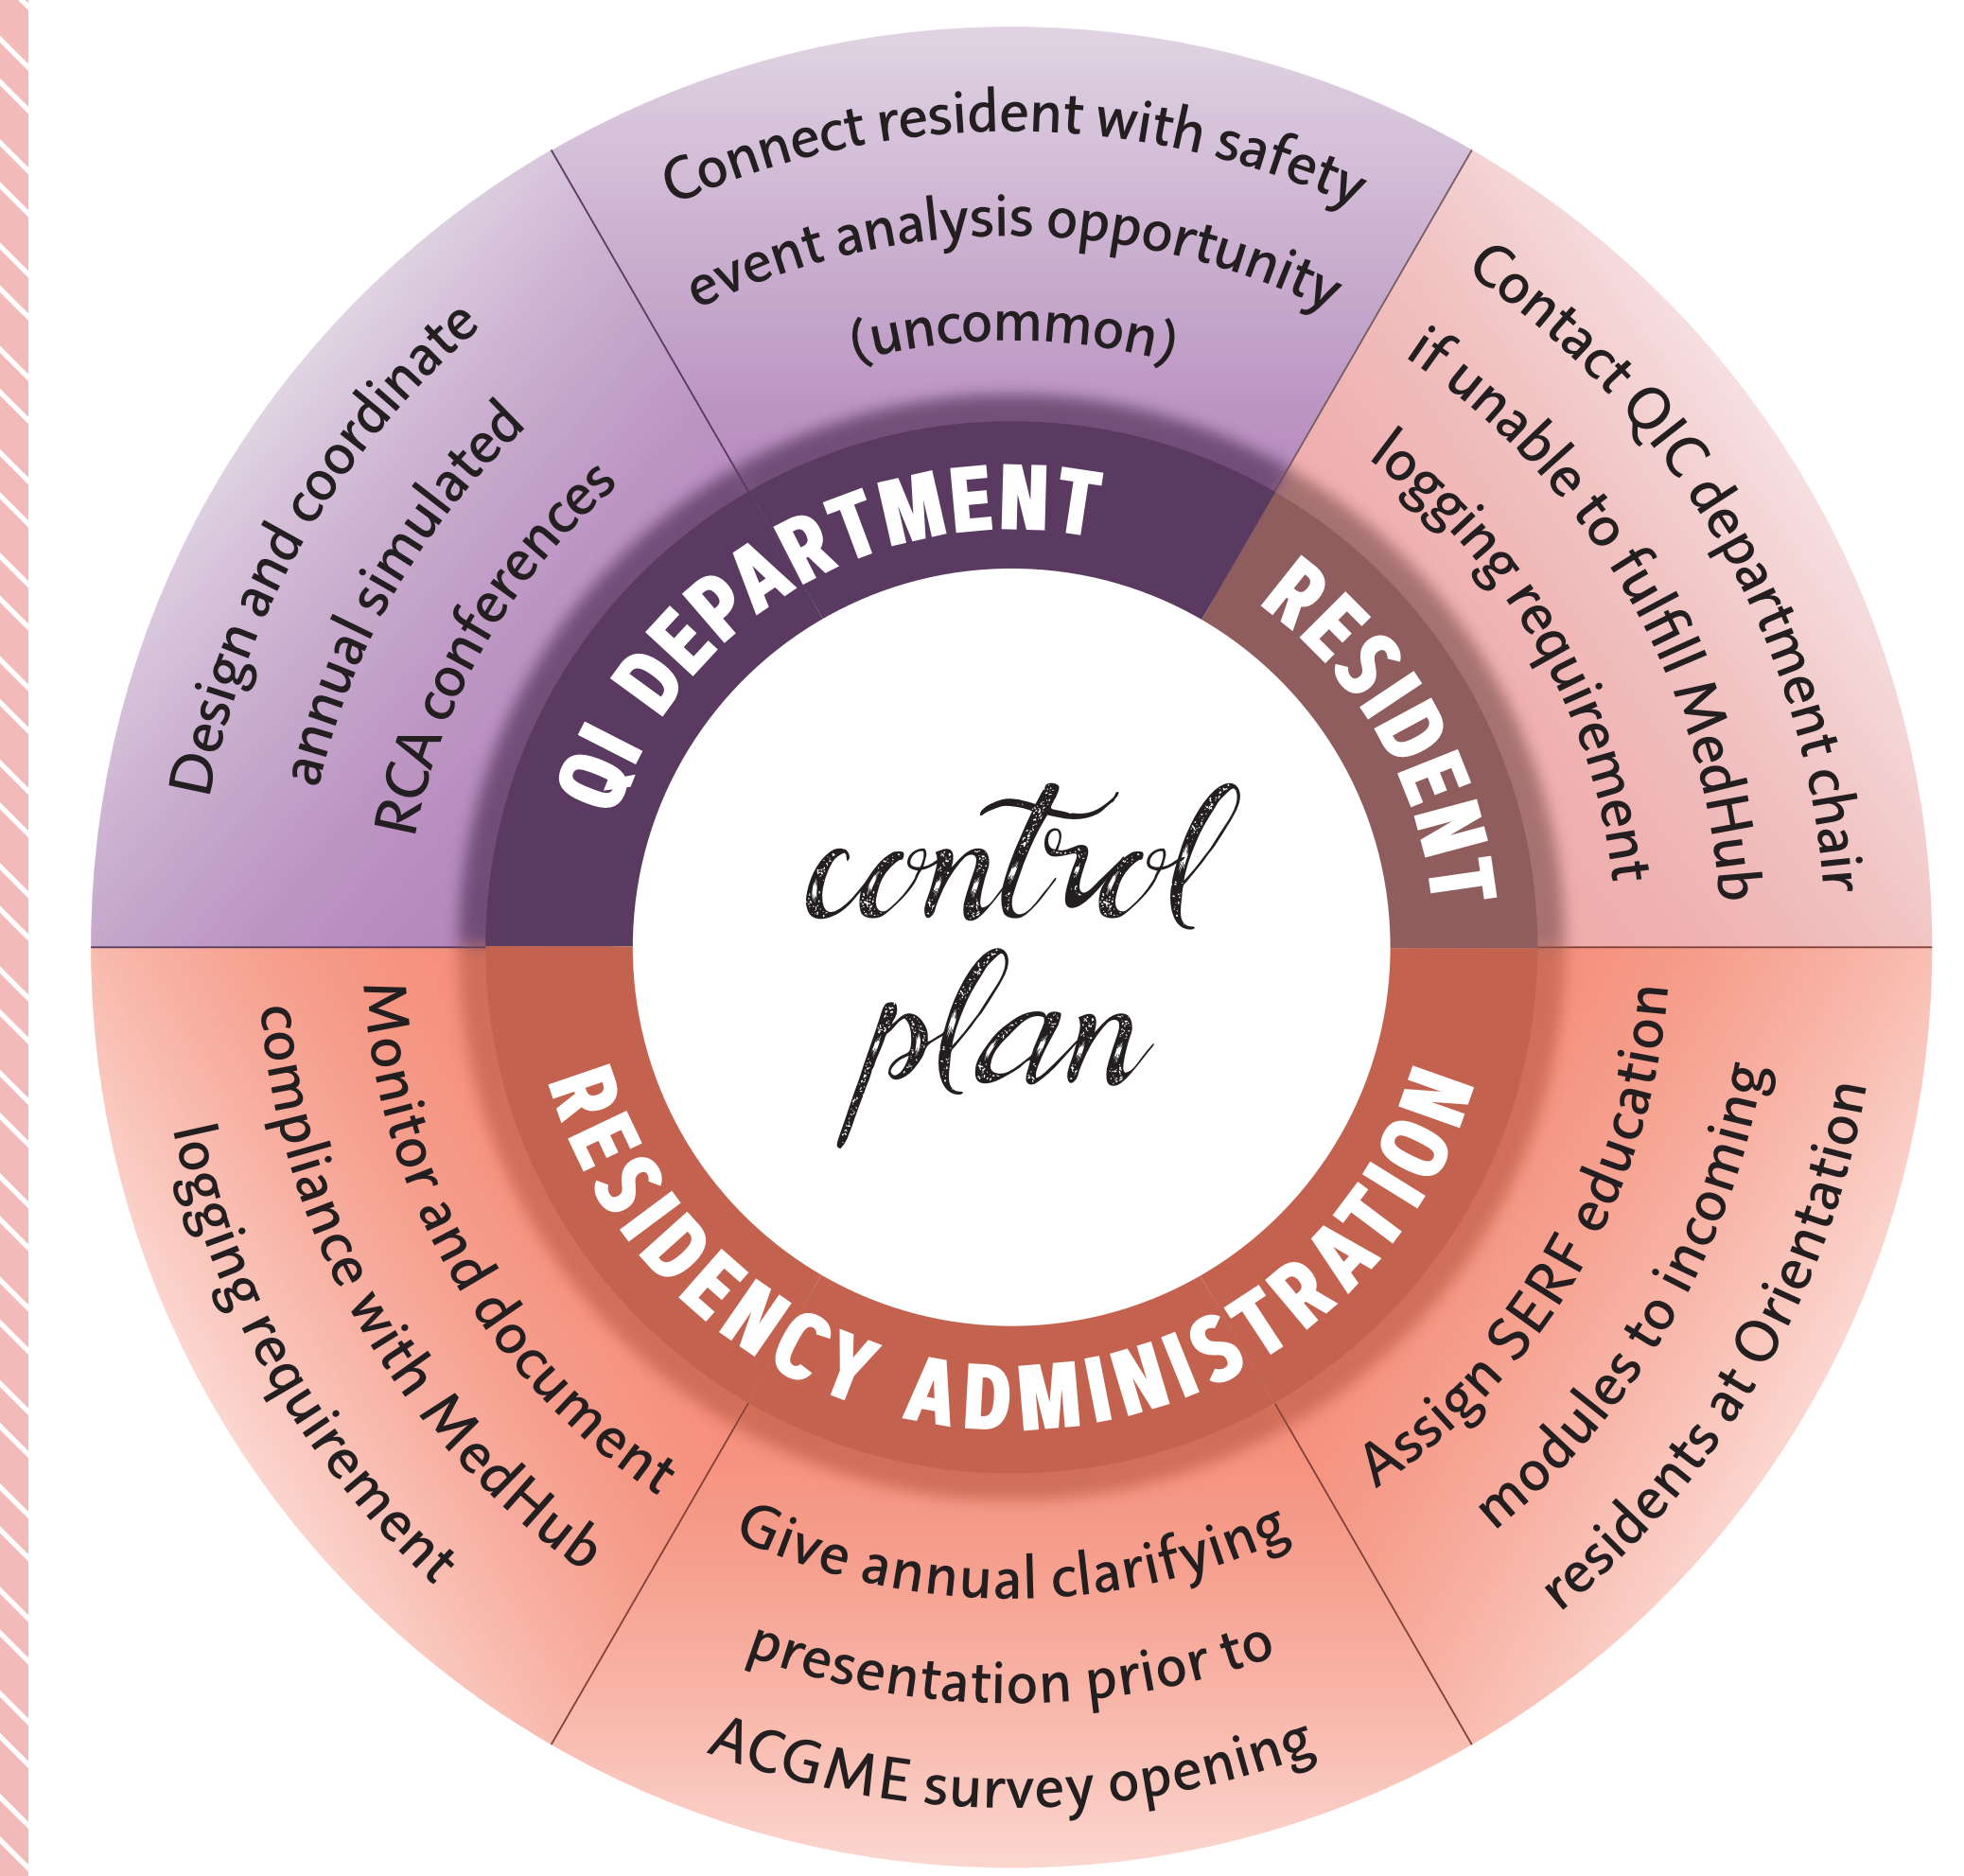 Connect resident with safety
event analysis opportunity
(uncommon)
Contact QIC department chair
if unable to fulfill MedHub
logging requirement
Design and coordinate
annual simulated
RCA conferences
QI DEPARTMENT
RESIDENT
control
plan
RESIDENCY ADMINISTRATION
Monitor and document
compliance with MedHub
logging requirement
Assign SERF education
modules to incoming
residents at Orientation
Give annual clarifying
presentation prior to
ACGME survey opening